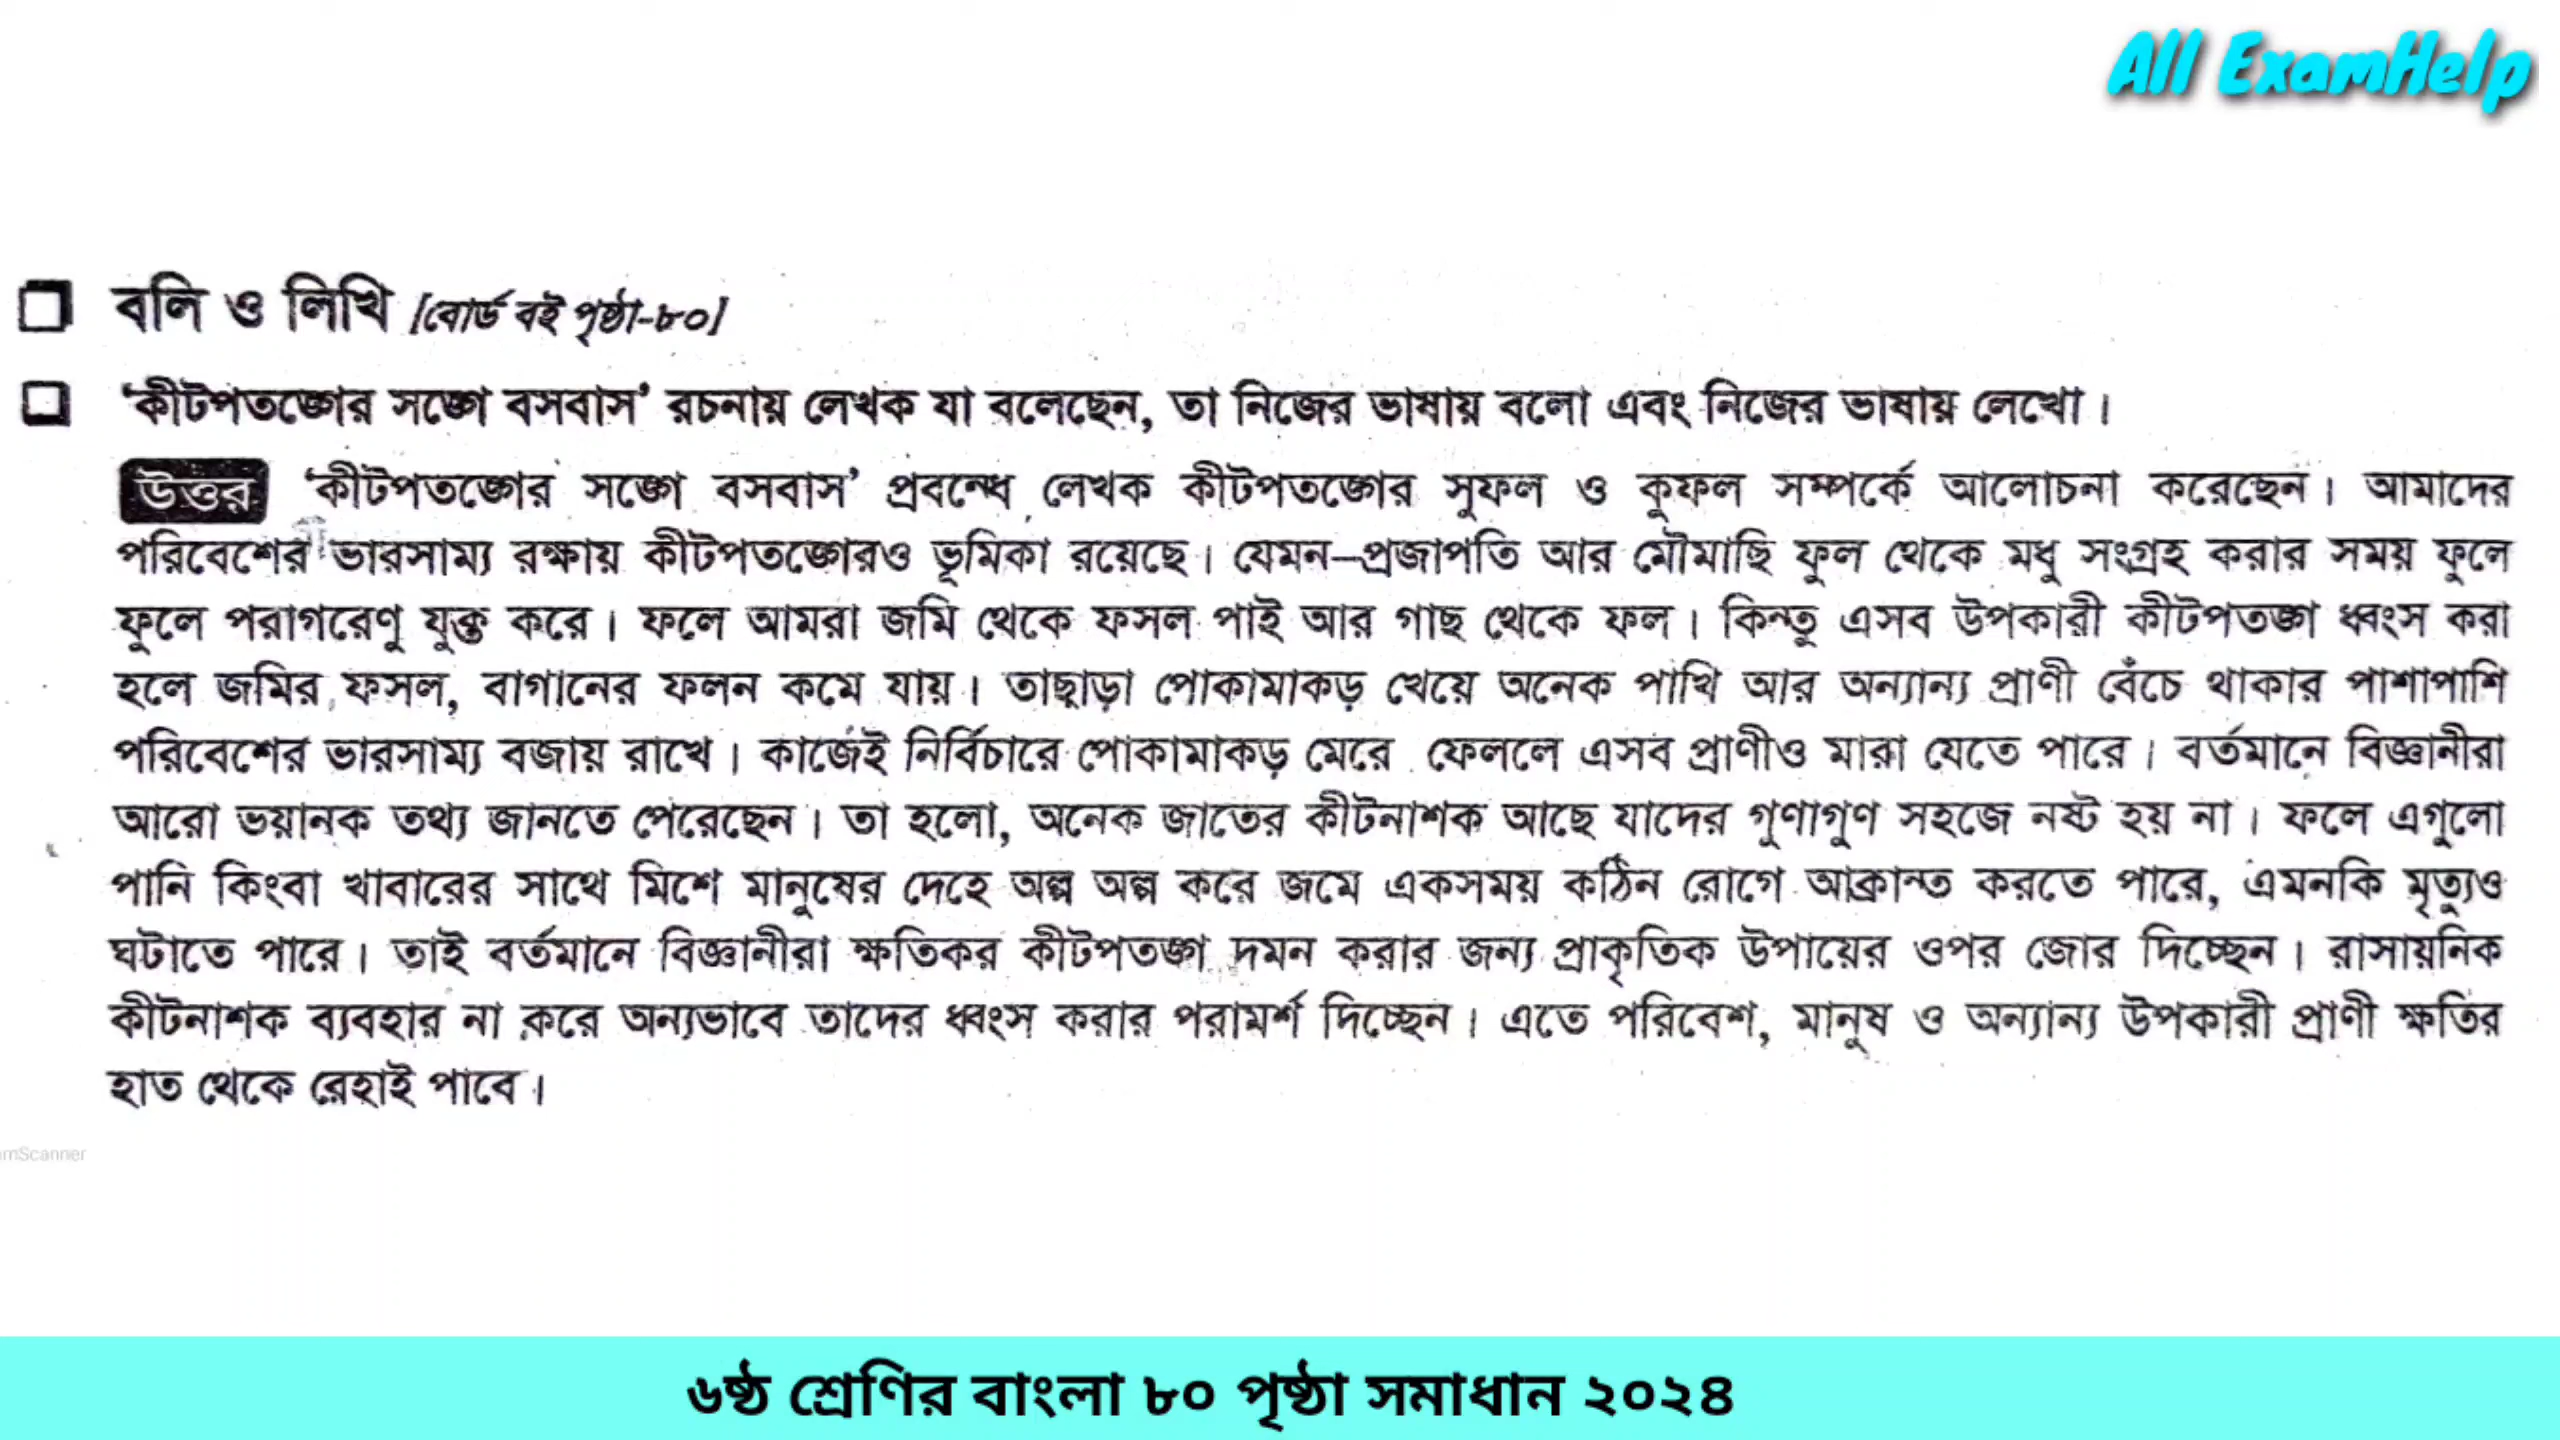 All ExamHelp
বলি ও লিখি [বোর্ড বই পৃষ্ঠা-৮০]
‘কীটপতঙ্গের সঙ্গে বসবাস’ রচনায় লেখক যা বলেছেন, তা নিজের ভাষায় বলো এবং নিজের ভাষায় লেখো।
উত্তর ‘কীটপতঙ্গের সঙ্গে বসবাস’ প্রবন্ধে লেখক কীটপতঙ্গের সুফল ও কুফল সম্পর্কে আলোচনা করেছেন। আমাদের
পরিবেশের ভারসাম্য রক্ষায় কীটপতঙ্গেরও ভূমিকা রয়েছে। যেমন–প্রজাপতি আর মৌমাছি ফুল থেকে মধু সংগ্রহ করার সময় ফুলে
ফুলে পরাগরেণু যুক্ত করে। ফলে আমরা জমি থেকে ফসল পাই আর গাছ থেকে ফল। কিন্তু এসব উপকারী কীটপতঙ্গ ধ্বংস করা
হলে জমির ফসল, বাগানের ফলন কমে যায়। তাছাড়া পোকামাকড় খেয়ে অনেক পাখি আর অন্যান্য প্রাণী বেঁচে থাকার পাশাপাশি
পরিবেশের ভারসাম্য বজায় রাখে। কাজেই নির্বিচারে পোকামাকড় মেরে ফেললে এসব প্রাণীও মারা যেতে পারে। বর্তমানে বিজ্ঞানীরা
আরো ভয়ানক তথ্য জানতে পেরেছেন। তা হলো, অনেক জাতের কীটনাশক আছে যাদের গুণাগুণ সহজে নষ্ট হয় না। ফলে এগুলো
পানি কিংবা খাবারের সাথে মিশে মানুষের দেহে অল্প অল্প করে জমে একসময় কঠিন রোগে আক্রান্ত করতে পারে, এমনকি মৃত্যুও
ঘটাতে পারে। তাই বর্তমানে বিজ্ঞানীরা ক্ষতিকর কীটপতঙ্গ দমন করার জন্য প্রাকৃতিক উপায়ের ওপর জোর দিচ্ছেন। রাসায়নিক
কীটনাশক ব্যবহার না করে অন্যভাবে তাদের ধ্বংস করার পরামর্শ দিচ্ছেন। এতে পরিবেশ, মানুষ ও অন্যান্য উপকারী প্রাণী ক্ষতির
হাত থেকে রেহাই পাবে।
mScanner
৬ষ্ঠ শ্রেণির বাংলা ৮০ পৃষ্ঠা সমাধান ২০২৪